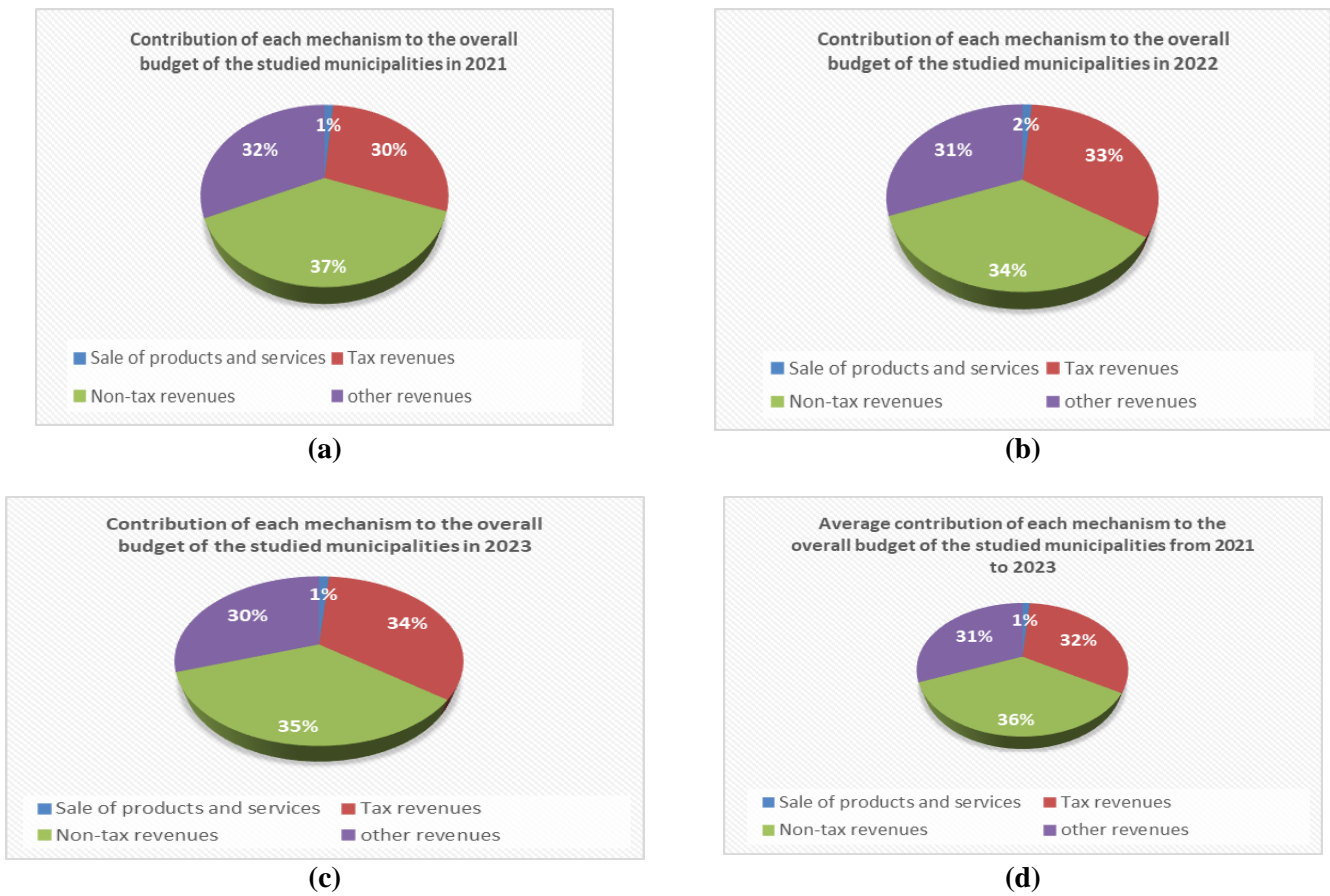 Contribution of each mechanism to the overall
budget of the studied municipalities in 2021
1%
32%
30%
37%
Sale of products and services Tax revenues
Non-tax revenues other revenues
(a)
Contribution of each mechanism to the overall
budget of the studied municipalities in 2022
2%
31%
33%
34%
Sale of products and services Tax revenues
Non-tax revenues other revenues
(b)
Contribution of each mechanism to the overall
budget of the studied municipalities in 2023
1%
30%
34%
35%
Sale of products and services Tax revenues
Non-tax revenues other revenues
(c)
Average contribution of each mechanism to the
overall budget of the studied municipalities from 2021
to 2023
1%
31%
32%
36%
Sale of products and services Tax revenues
Non-tax revenues other revenues
(d)